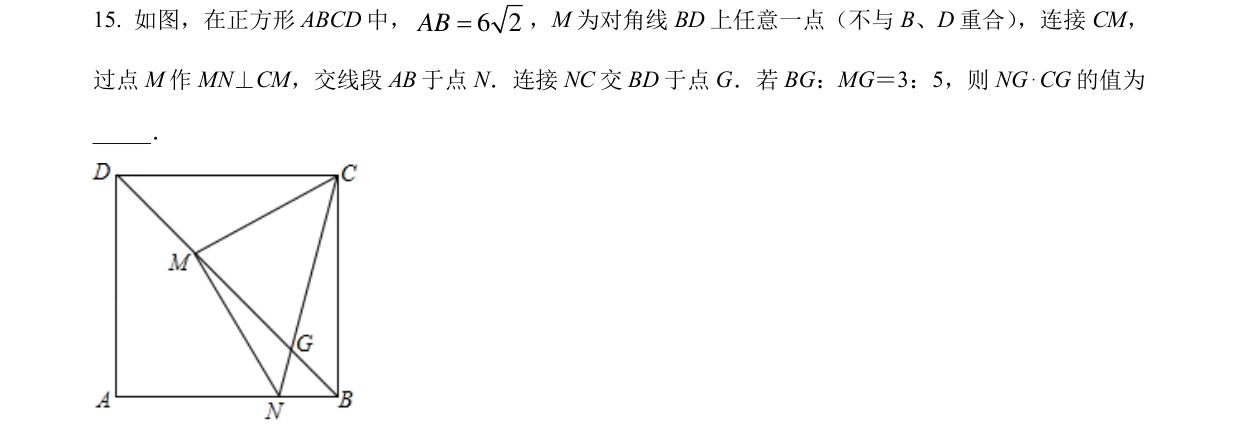 15. 如图，在正方形 ABCD 中， AB = 6√2 ，M 为对角线 BD 上任意一点（不与 B、D 重合），连接 CM，
过点 M 作 MN⊥CM，交线段 AB 于点 N．连接 NC 交 BD 于点 G．若 BG：MG＝3：5，则 NG·CG 的值为
_____．
D C
M
G
A N B